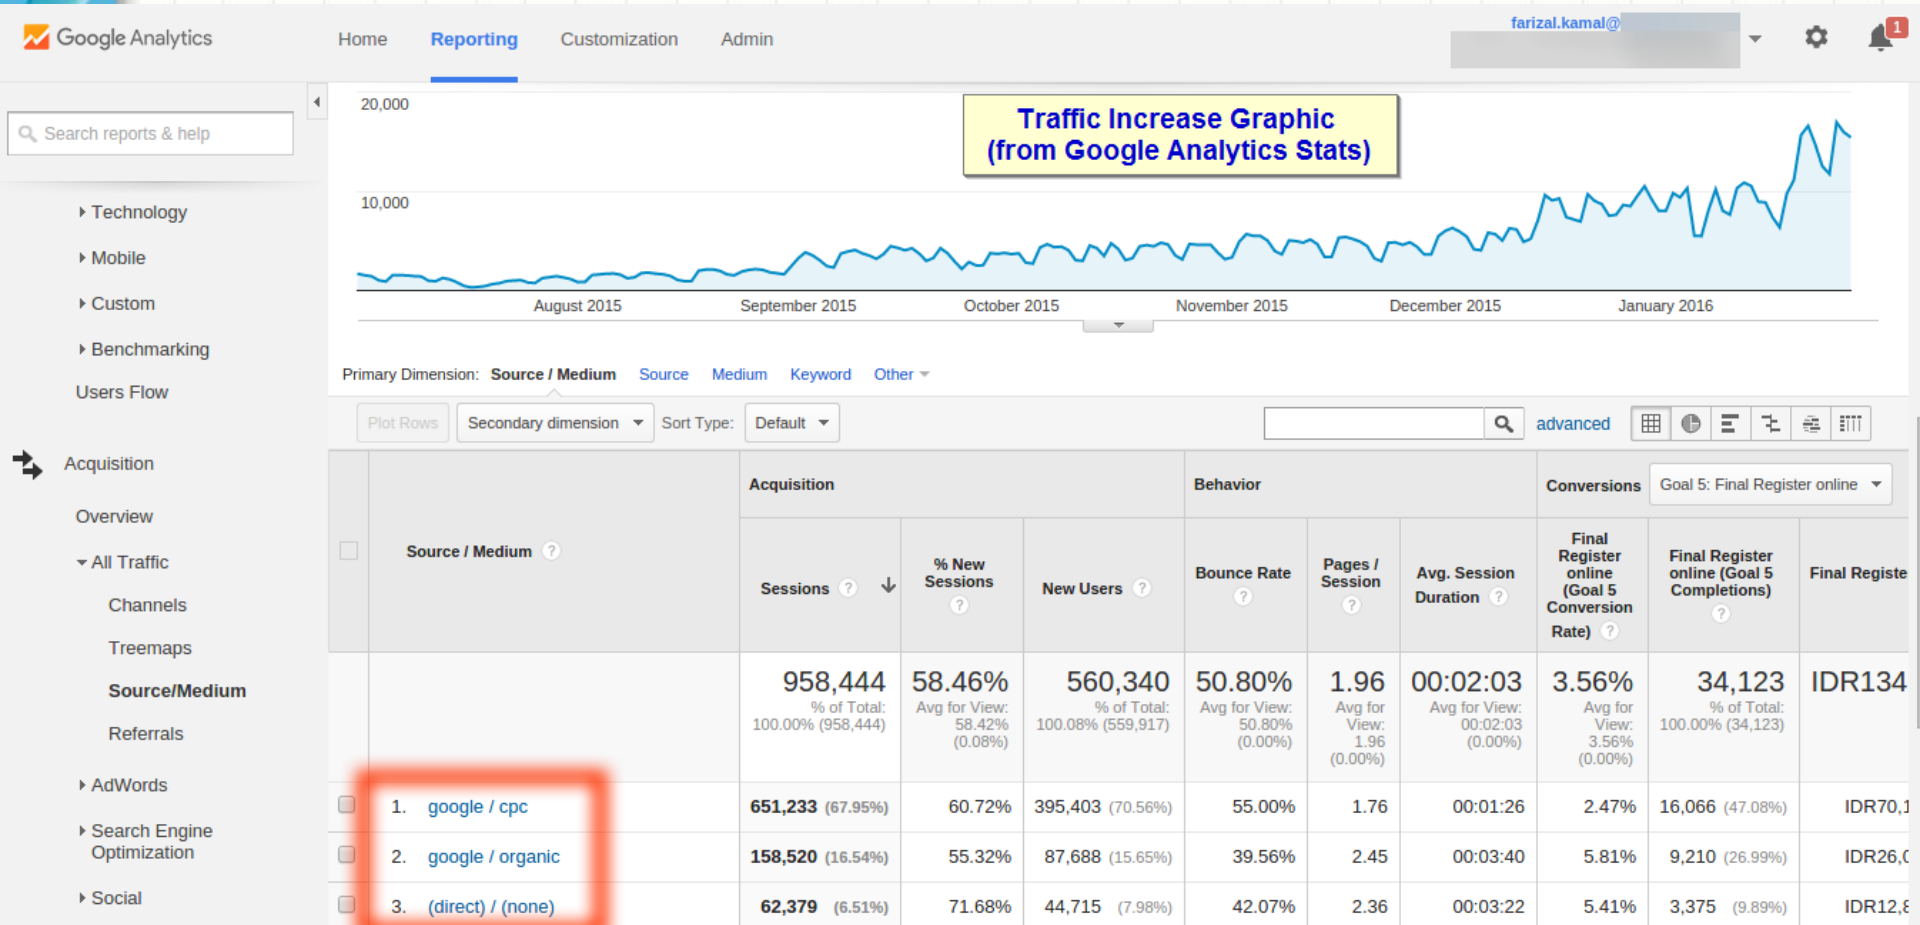 Google Analytics
Home Reporting Customization Admin
farizal.kamal@
1
Search reports & help
Technology
Mobile
Custom
Benchmarking
Users Flow
Acquisition
Overview
All Traffic
Channels
Treemaps
Source/Medium
Referrals
AdWords
Search Engine
Optimization
Social
20,000
10,000
Traffic Increase Graphic
(from Google Analytics Stats)
August 2015 September 2015 October 2015 November 2015 December 2015 January 2016
Primary Dimension: Source / Medium Source Medium Keyword Other
Plot Rows Secondary dimension Sort Type: Default advanced
Acquisition Behavior Conversions Goal 5: Final Register online
Source / Medium ?
Sessions ?
% New
Sessions
?
New Users ?
Bounce Rate
?
Pages /
Session
?
Avg. Session
Duration ?
Final
Register
online
(Goal 5
Conversion
Rate) ?
Final Register
online (Goal 5
Completions)
?
Final Registe
958,444 58.46% 560,340 50.80% 1.96 00:02:03 3.56% 34,123 IDR134
% of Total:
100.00% (958,444)
Avg for View:
58.42%
(0.08%)
% of Total:
100.08% (559,917)
Avg for View:
50.80%
(0.00%)
Avg for
View:
1.96
(0.00%)
Avg for View:
00:02:03
(0.00%)
Avg for
View:
3.56%
(0.00%)
% of Total:
100.00% (34,123)
1. google / cpc 651,233 (67.95%) 60.72% 395,403 (70.56%) 55.00% 1.76 00:01:26 2.47% 16,066 (47.08%) IDR70,1
2. google / organic 158,520 (16.54%) 55.32% 87,688 (15.65%) 39.56% 2.45 00:03:40 5.81% 9,210 (26.99%) IDR26,0
3. (direct) / (none) 62,379 (6.51%) 71.68% 44,715 (7.98%) 42.07% 2.36 00:03:22 5.41% 3,375 (9.89%) IDR12,8